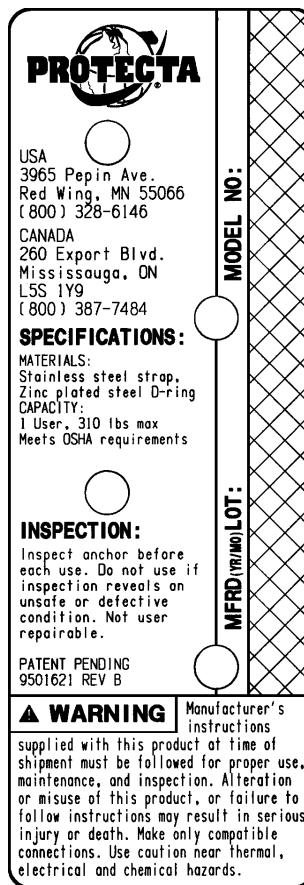 PROTECTA
®
USA
3965 Pepin Ave.
Red Wing, MN 55066
(800) 328-6146
CANADA
260 Export Blvd.
Mississauga, ON
L5S 1Y9
(800) 387-7484
SPECIFICATIONS:
MATERIALS:
Stainless steel strap,
Zinc plated steel D-ring
CAPACITY:
1 User, 310 lbs max
Meets OSHA requirements
INSPECTION:
Inspect anchor before
each use. Do not use if
inspection reveals an
unsafe or defective
condition. Not user
repairable.
PATENT PENDING
9501621 REV B
MODEL NO:
MFRD(YR/MO)LOT:
WARNING
Manufacturer's
instructions
supplied with this product at time of
shipment must be followed for proper use,
maintenance, and inspection. Alteration
or misuse of this product, or failure to
follow instructions may result in serious
injury or death. Make only compatible
connections. Use caution near thermal,
electrical and chemical hazards.